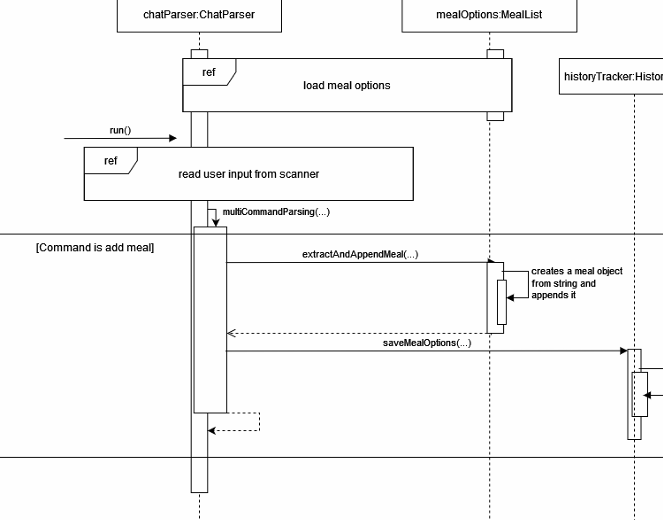 chatParser:ChatParser
mealOptions:MealList
ref
load meal options
historyTracker:Histor
run()
ref
read user input from scanner
multiCommandParsing(...)
[Command is add meal]
extractAndAppendMeal(...)
creates a meal object
from string and
appends it
saveMealOptions(...)